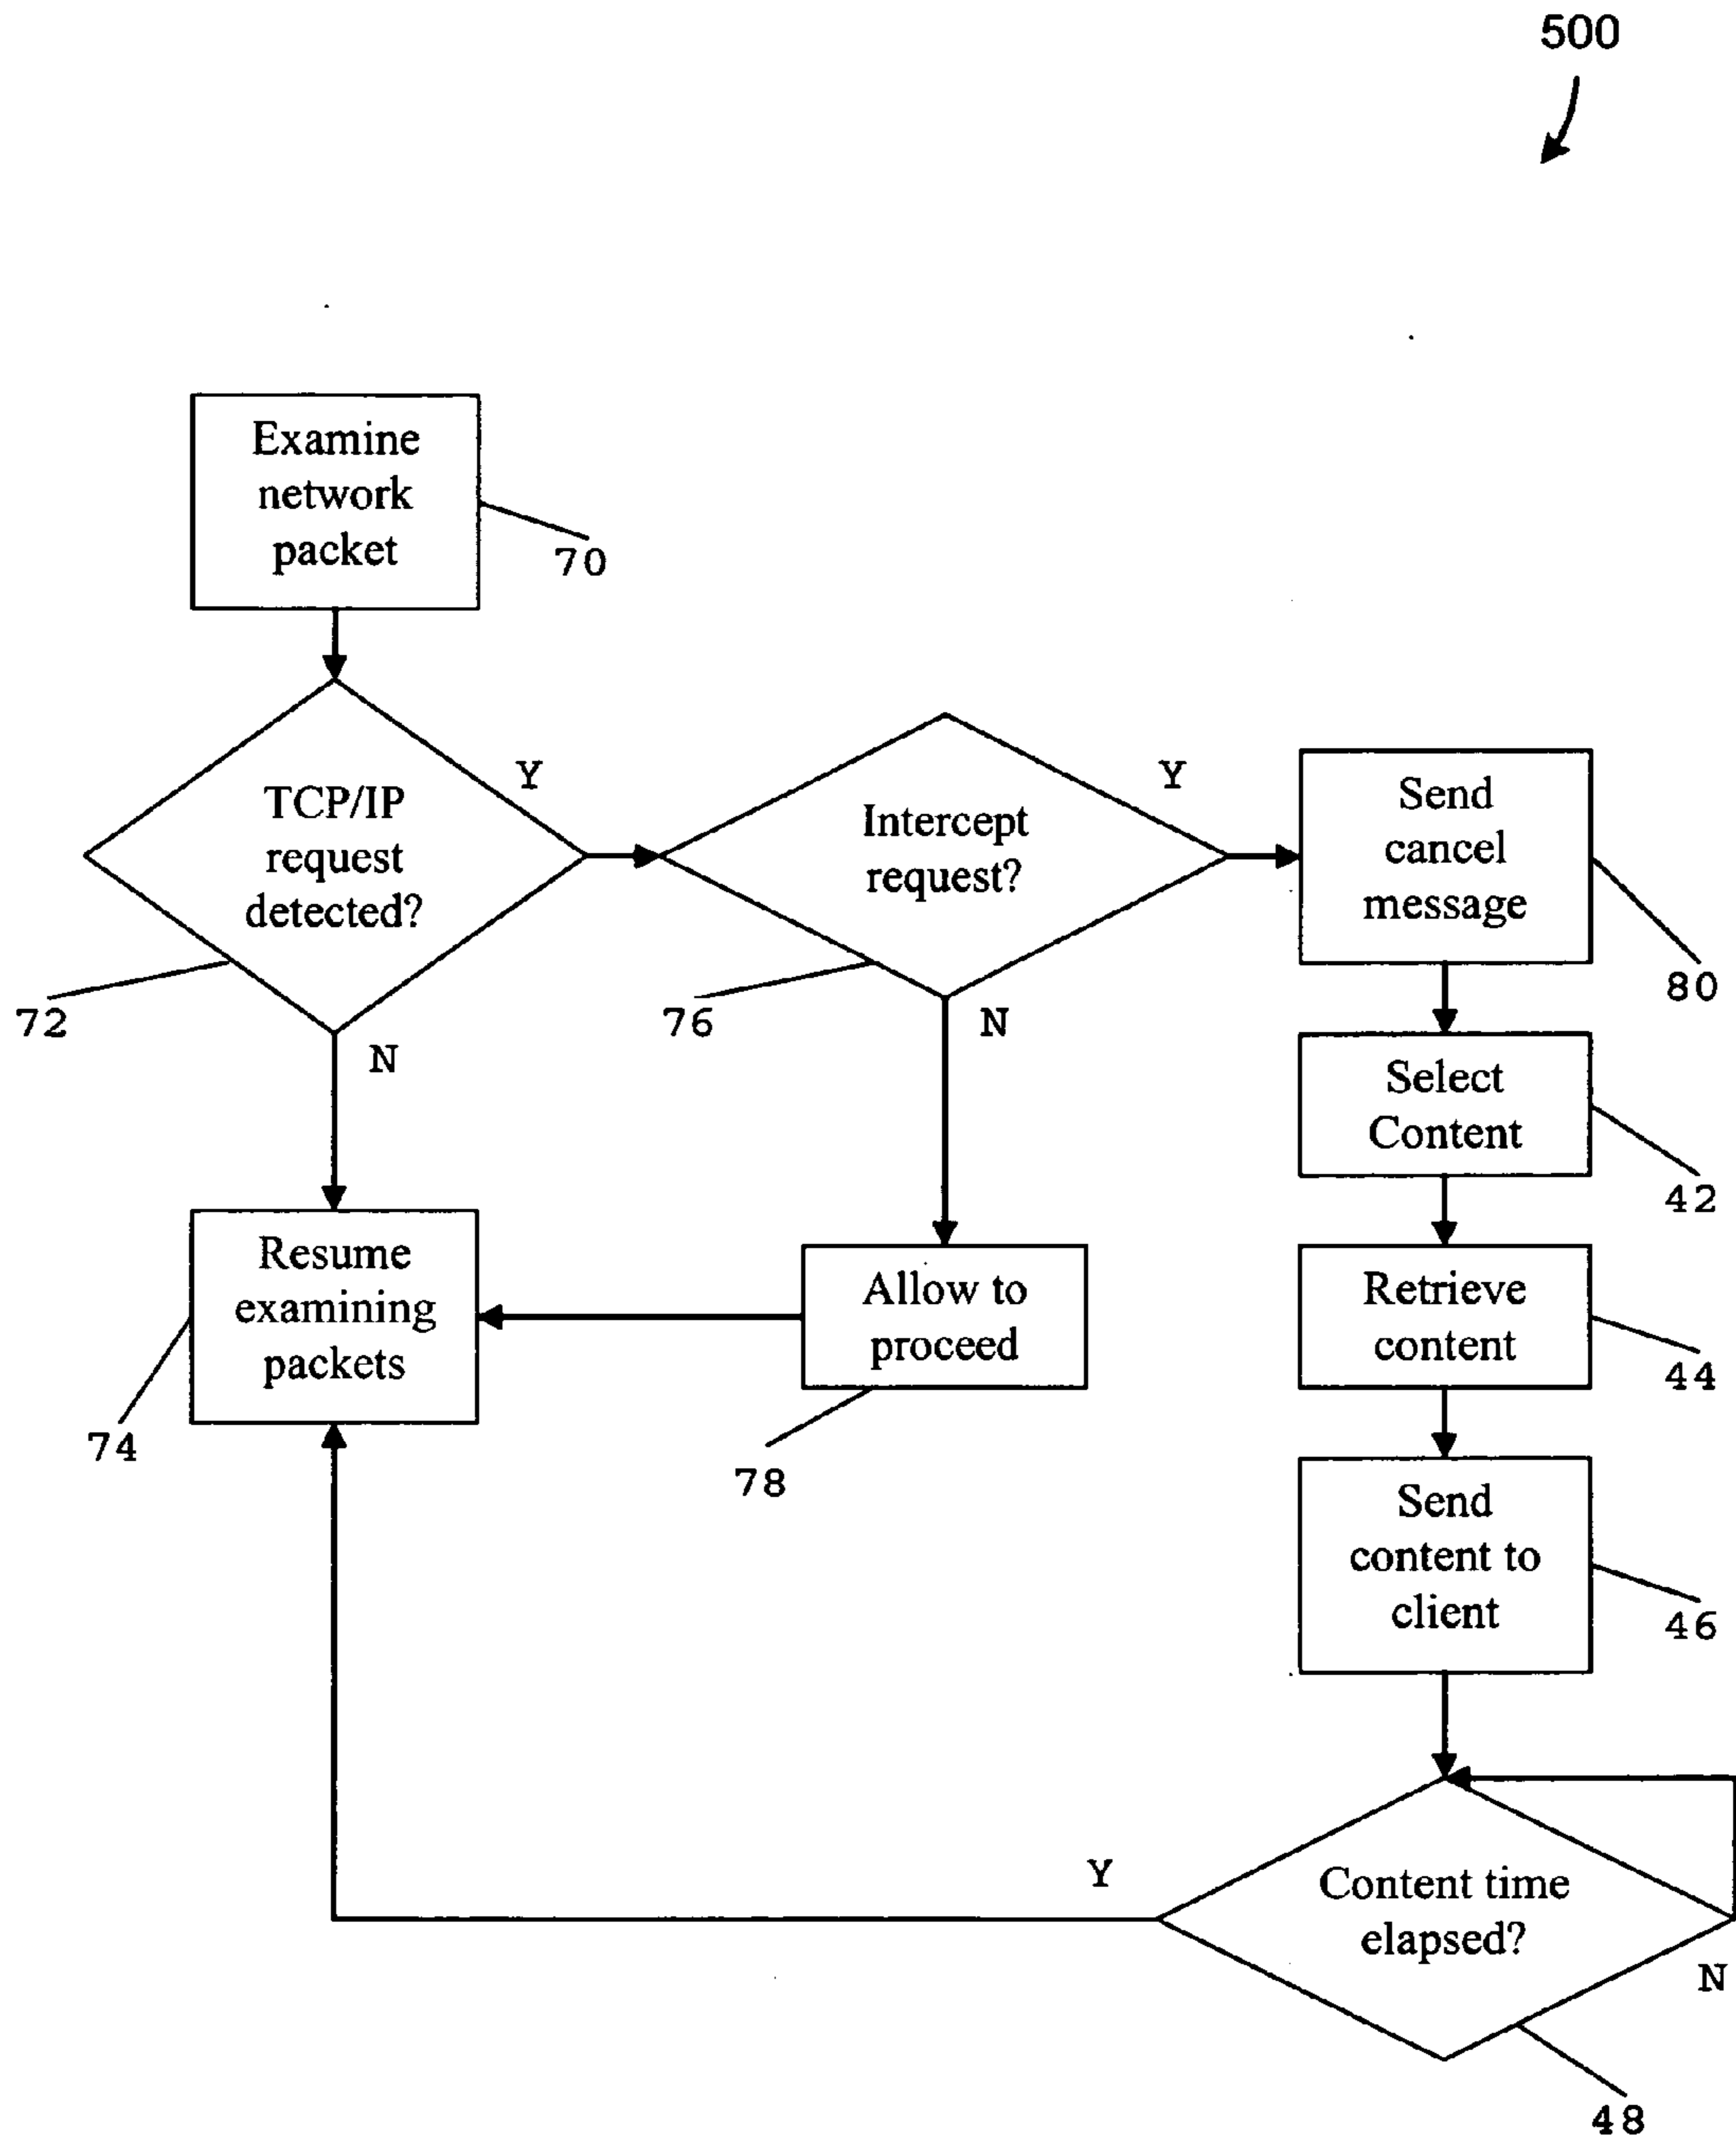 500
Examine
network
packet
70
TCP/IP
request
detected?
Y
72
N
Intercept
request?
Y
76
N
Send
cancel
message
80
Select
Content
42
Resume
examining
packets
74
Allow to
proceed
78
Retrieve
content
44
Send
content to
client
46
Content time
elapsed?
Y
N
48